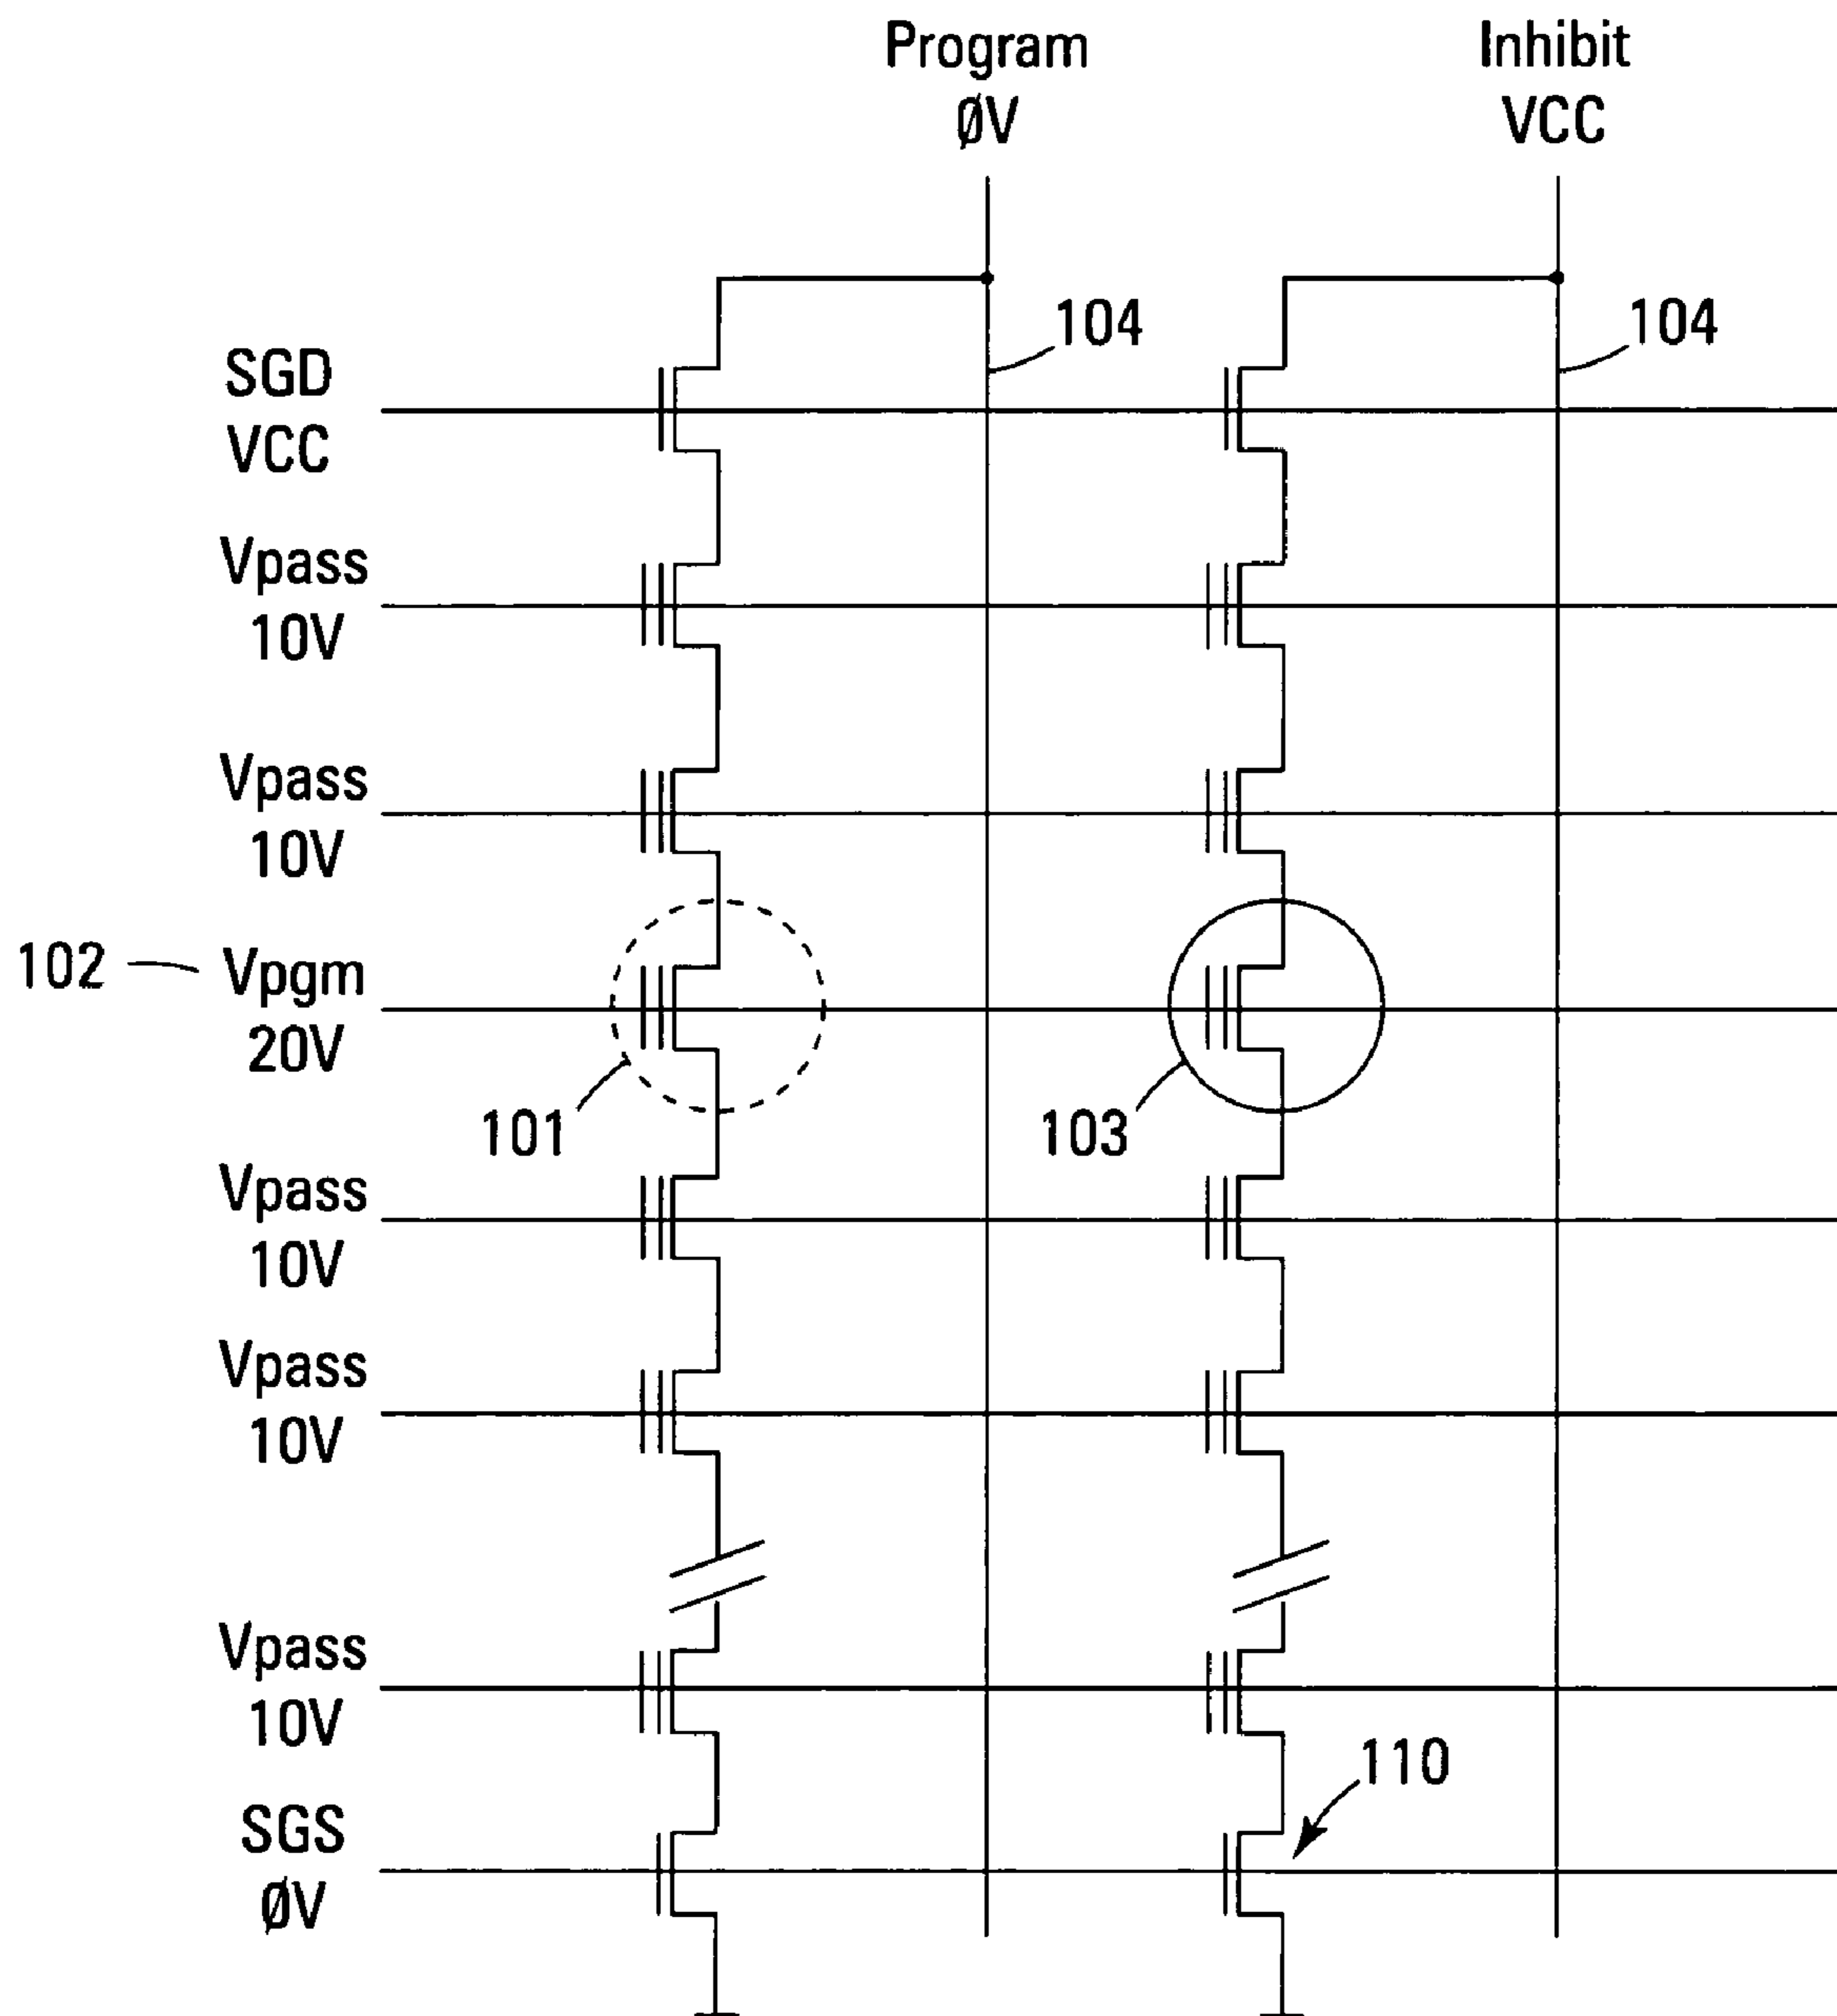 Program
ØV
Inhibit
VCC
104
104
SGD
VCC
Vpass
10V
Vpass
10V
102
Vpgm
20V
101
103
Vpass
10V
Vpass
10V
Vpass
10V
110
SGS
ØV